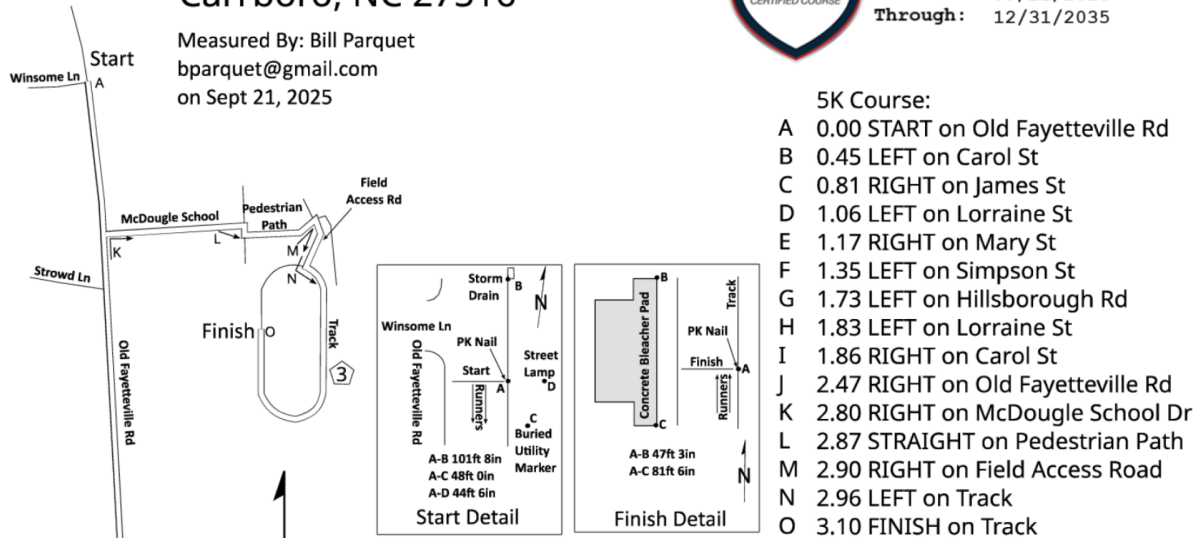 Carrboro, NC 27510
Measured By: Bill Parquet
bparquet@gmail.com
on Sept 21, 2025
CERTIFIED COURSE
Through: 12/31/2035
Start
Winsome Ln
A
McDougle School
Pedestrian
Path
Field
Access Rd
K
L
M
N
Strowd Ln
Finish
O
Track
3
Old Fayetteville Rd
Storm
Drain
B
N
Winsome Ln
PK Nail
Old Fayetteville Rd
Start
Street
Lamp
A
D
Runners
C
Buried
Utility
Marker
A-B 101ft 8in
A-C 48ft 0in
A-D 44ft 6in
Start Detail
B
Concrete Bleacher Pad
Track
PK Nail
Finish
A
Runners
C
A-B 47ft 3in
A-C 81ft 6in
N
Finish Detail
5K Course:
A 0.00 START on Old Fayetteville Rd
B 0.45 LEFT on Carol St
C 0.81 RIGHT on James St
D 1.06 LEFT on Lorraine St
E 1.17 RIGHT on Mary St
F 1.35 LEFT on Simpson St
G 1.73 LEFT on Hillsborough Rd
H 1.83 LEFT on Lorraine St
I 1.86 RIGHT on Carol St
J 2.47 RIGHT on Old Fayetteville Rd
K 2.80 RIGHT on McDougle School Dr
L 2.87 STRAIGHT on Pedestrian Path
M 2.90 RIGHT on Field Access Road
N 2.96 LEFT on Track
O 3.10 FINISH on Track